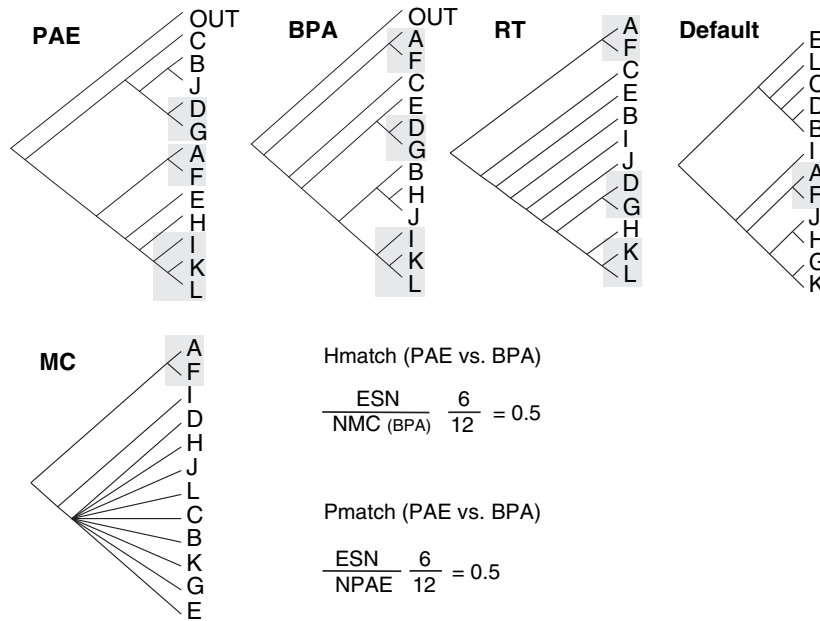 PAE
OUT
C
B
J
D
G
A
F
E
H
I
K
L
BPA
OUT
A
F
C
E
D
G
B
H
J
I
K
L
RT
A
F
C
E
B
I
J
D
G
H
K
L
Default
E
L
C
D
B
I
A
F
J
H
G
K
MC
A
F
I
D
H
J
L
C
B
K
G
E
Hmatch (PAE vs. BPA)
ESN 6
NMC (BPA) 12 = 0.5
Pmatch (PAE vs. BPA)
ESN 6
NPAE 12 = 0.5